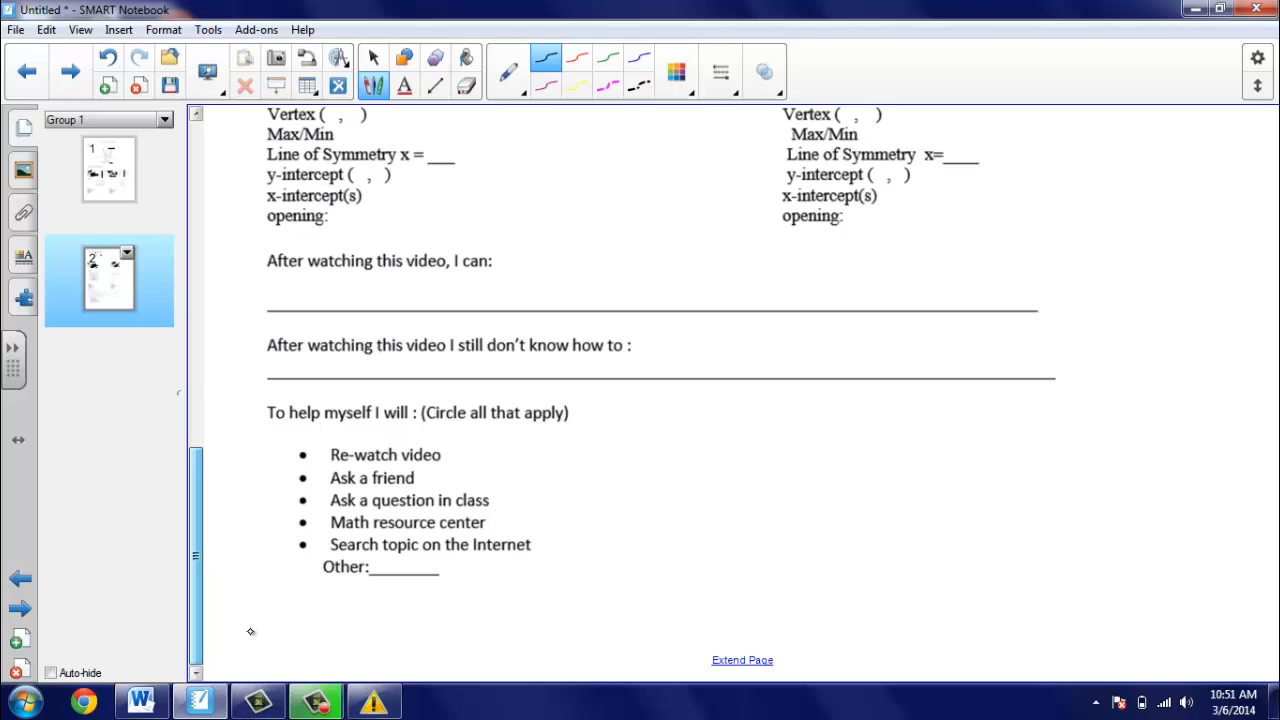 Untitled * - SMART Notebook
File Edit View Insert Format Tools Add-ons Help
Group 1
1
2
Auto-hide
Vertex ( , )
Max/Min
Line of Symmetry x = ___
y-intercept ( , )
x-intercept(s)
opening:
Vertex ( , )
Max/Min
Line of Symmetry x=____
y-intercept ( , )
x-intercept(s)
opening:
After watching this video, I can:
After watching this video I still don't know how to :
To help myself I will : (Circle all that apply)
• Re-watch video
• Ask a friend
• Ask a question in class
• Math resource center
• Search topic on the Internet
Other:________
Extend Page
10:51 AM
3/6/2014